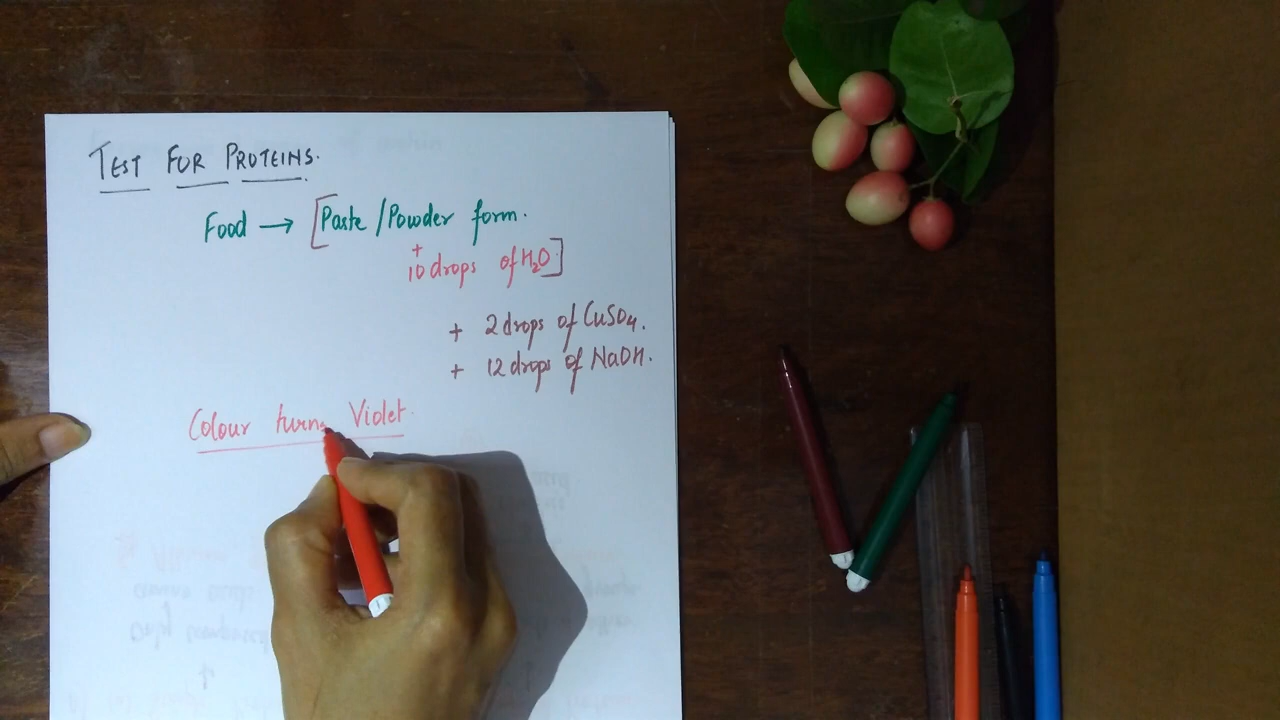 TEST FOR PROTEINS.
Food → [Paste/Powder form.
+
10 drops of H₂O]
+ 2 drops of CuSO₄.
+ 12 drops of NaOH.
Colour turns Violet.